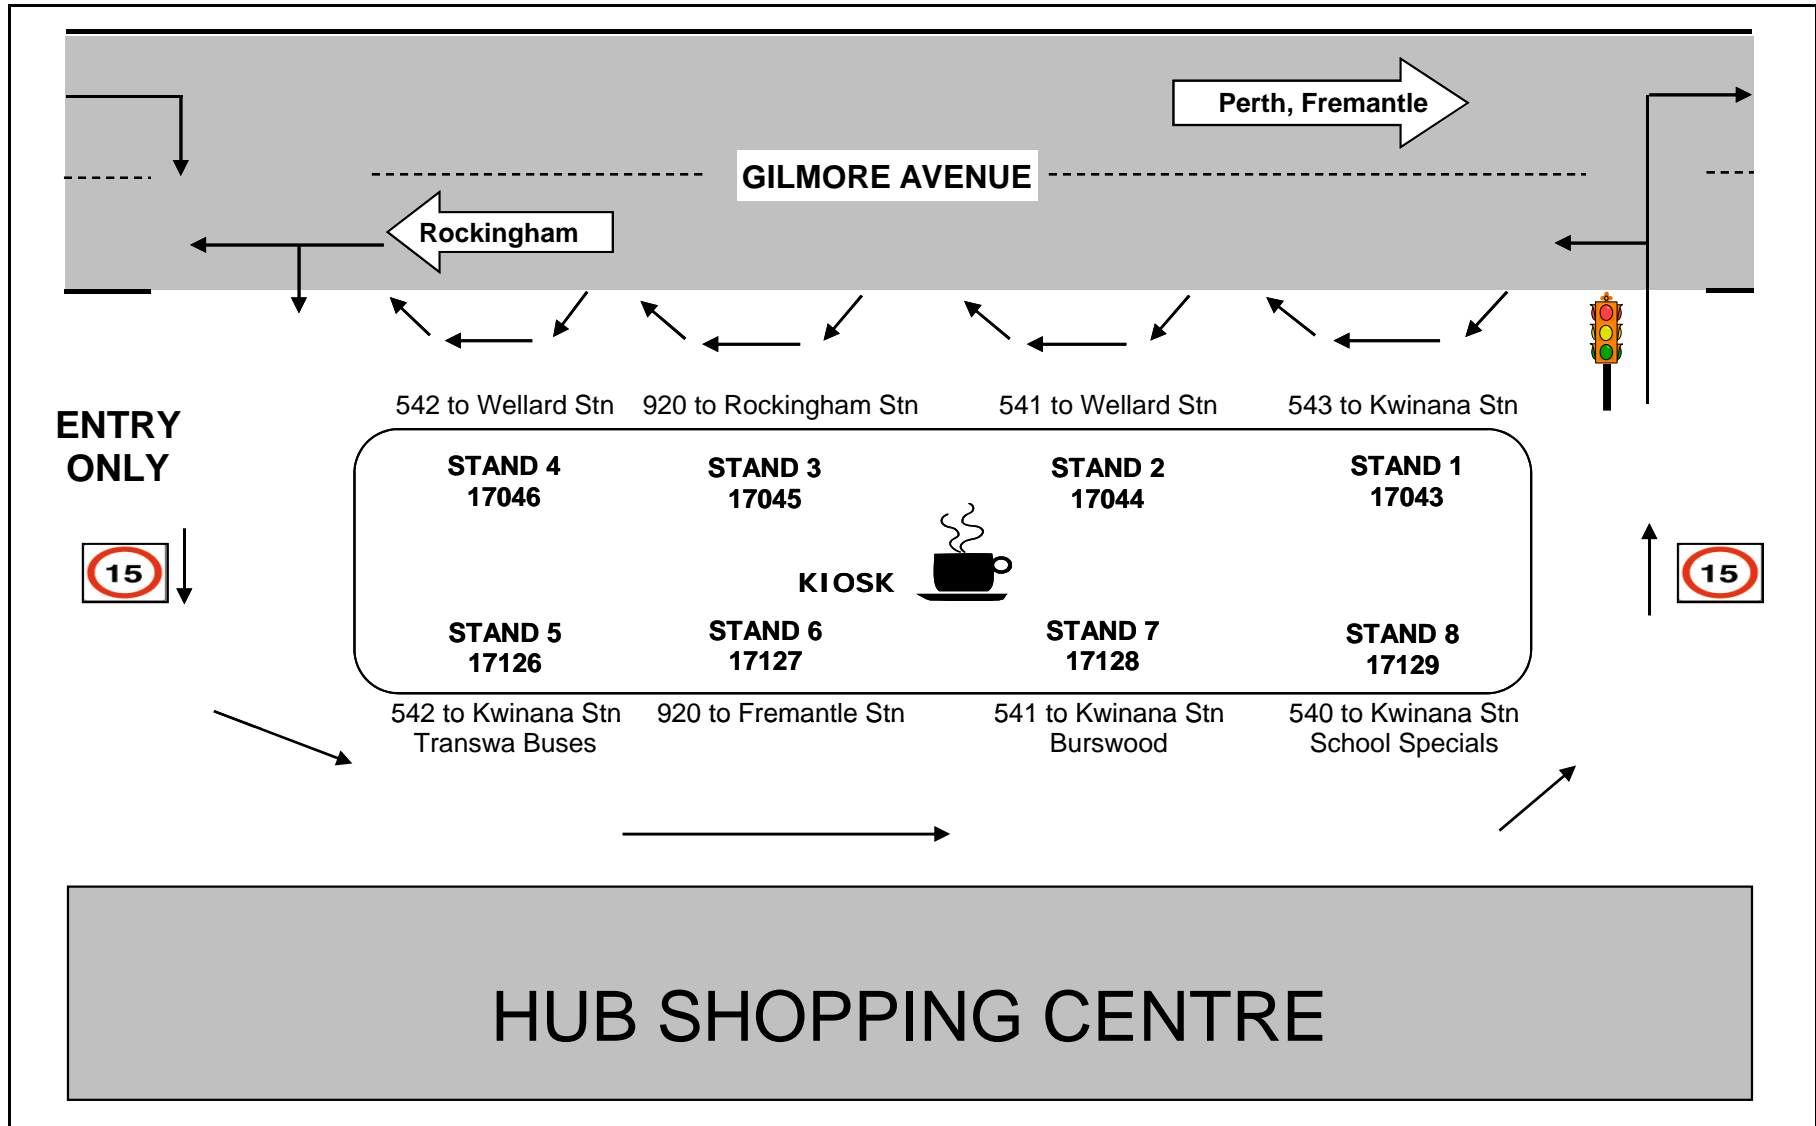 Perth, Fremantle
GILMORE AVENUE
Rockingham
542 to Wellard Stn
920 to Rockingham Stn
541 to Wellard Stn
543 to Kwinana Stn
ENTRY
ONLY
STAND 4
17046
STAND 3
17045
STAND 2
17044
STAND 1
17043
15
KIOSK
15
STAND 5
17126
STAND 6
17127
STAND 7
17128
STAND 8
17129
542 to Kwinana Stn
Transwa Buses
920 to Fremantle Stn
541 to Kwinana Stn
Burswood
540 to Kwinana Stn
School Specials
HUB SHOPPING CENTRE